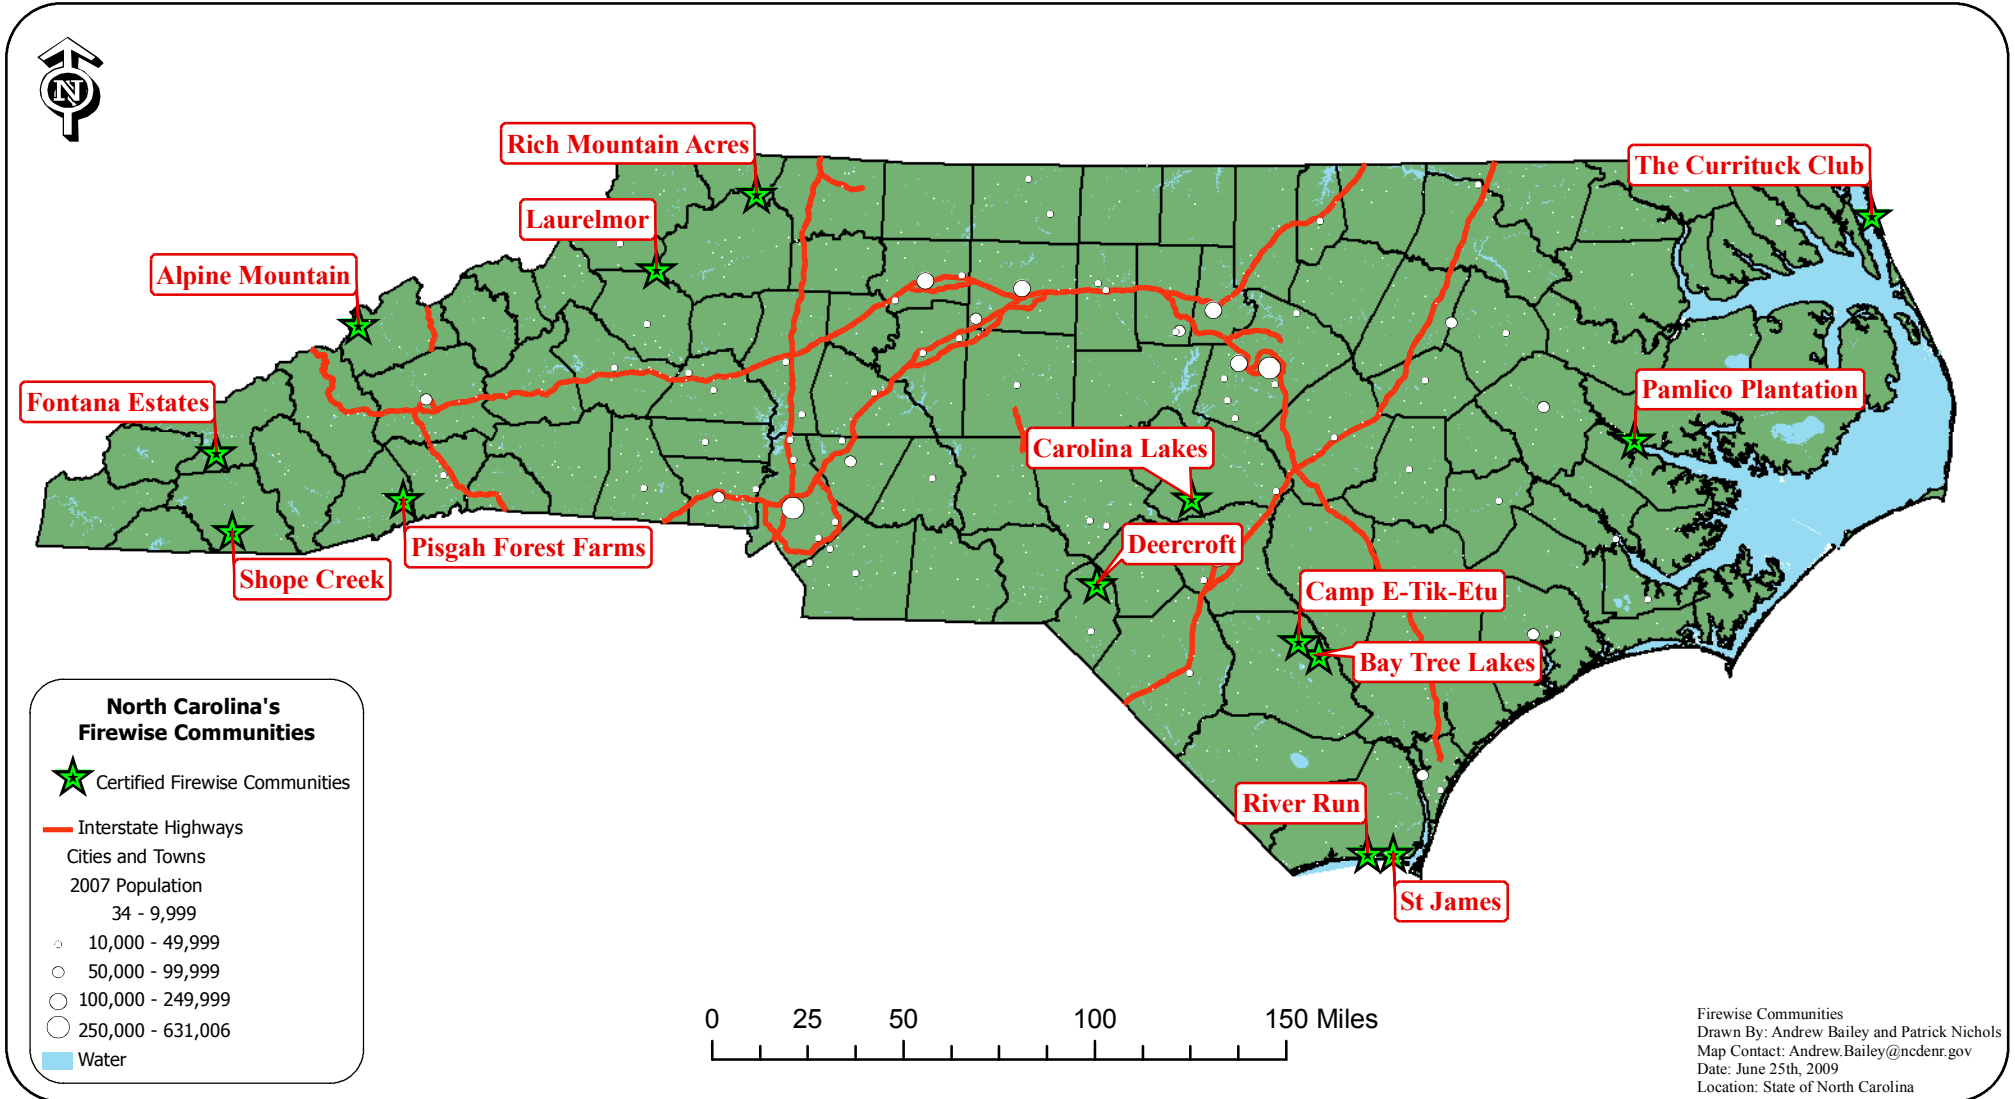 N
Rich Mountain Acres
The Currituck Club
Laurelmor
Alpine Mountain
Fontana Estates
Pamlico Plantation
Carolina Lakes
Pisgah Forest Farms
Deercroft
Shope Creek
Camp E-Tik-Etu
Bay Tree Lakes
River Run
St James
North Carolina's
Firewise Communities
Certified Firewise Communities
Interstate Highways
Cities and Towns
2007 Population
34 - 9,999
10,000 - 49,999
50,000 - 99,999
100,000 - 249,999
250,000 - 631,006
Water
0 25 50 100 150 Miles
Firewise Communities
Drawn By: Andrew Bailey and Patrick Nichols
Map Contact: Andrew.Bailey@ncdenr.gov
Date: June 25th, 2009
Location: State of North Carolina